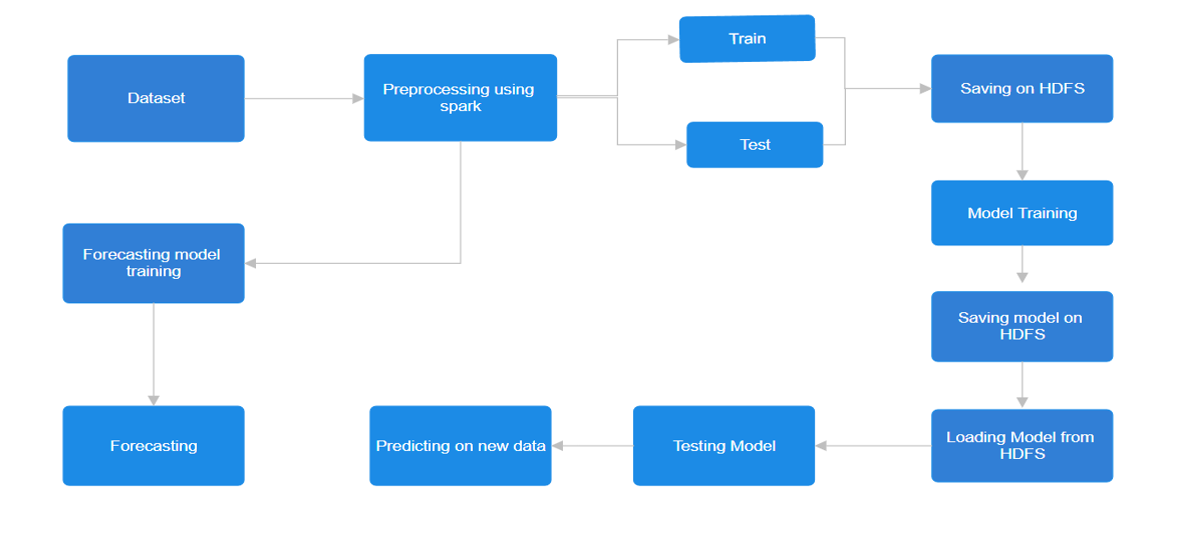 Train
Dataset
Preprocessing using
spark
Saving on HDFS
Test
Model Training
Forecasting model
training
Saving model on
HDFS
Forecasting
Predicting on new data
Testing Model
Loading Model from
HDFS